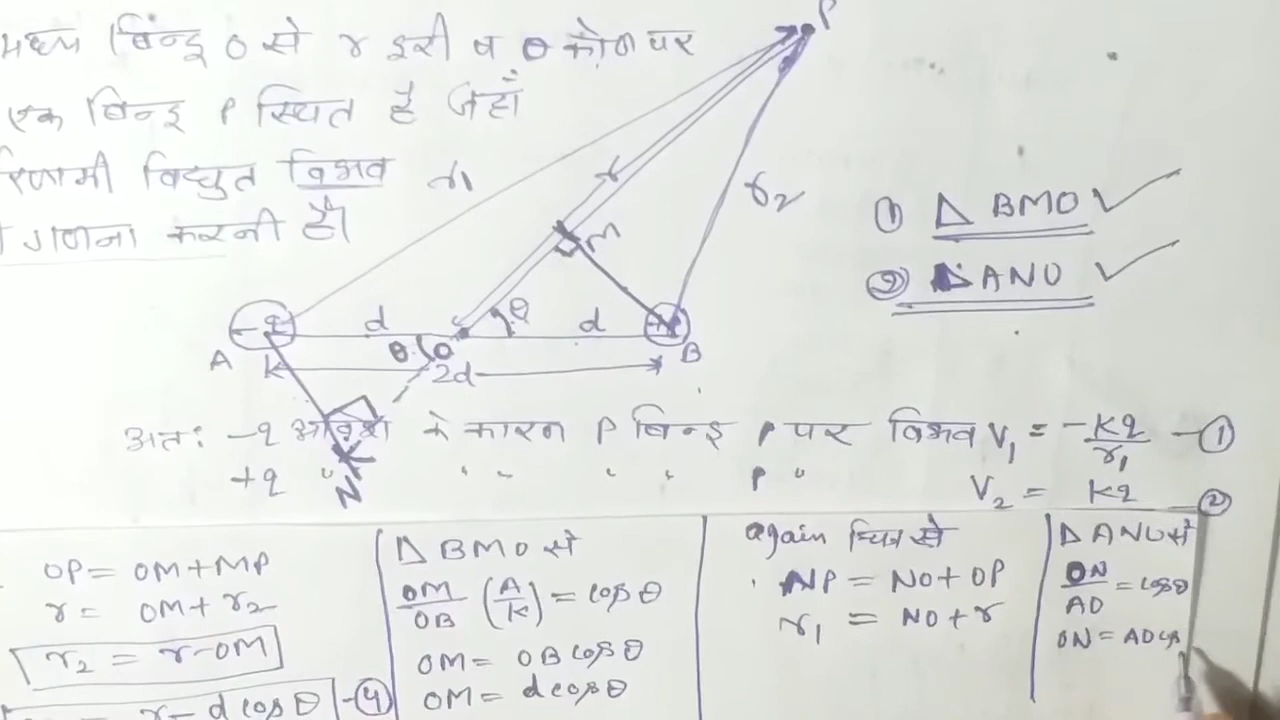 मध्य बिन्दु O से r दूरी व θ कोण पर
एक बिन्दु P स्थित है जहाँ
विद्युत विभव
गणना करनी है।
P
r₁
r
r₂
M
① Δ BMO ✓
② Δ ANO ✓
-q
d
θ
d
+q
A
θ
O
B
2d
N
अतः -q आवेश के कारण P बिन्दु P पर विभव V₁ = -Kq/r₁ -①
+q " " " " " P " V₂ = Kq -②
OP = OM + MP
r = OM + r₂
r₂ = r - OM
r - d cosθ -④
Δ BMO से
OM/OB (A/K) = cosθ
OM = OB cosθ
OM = d cosθ
again चित्र से
NP = NO + OP
r₁ = NO + r
Δ ANO से
ON/AO = cosθ
ON = AO cos